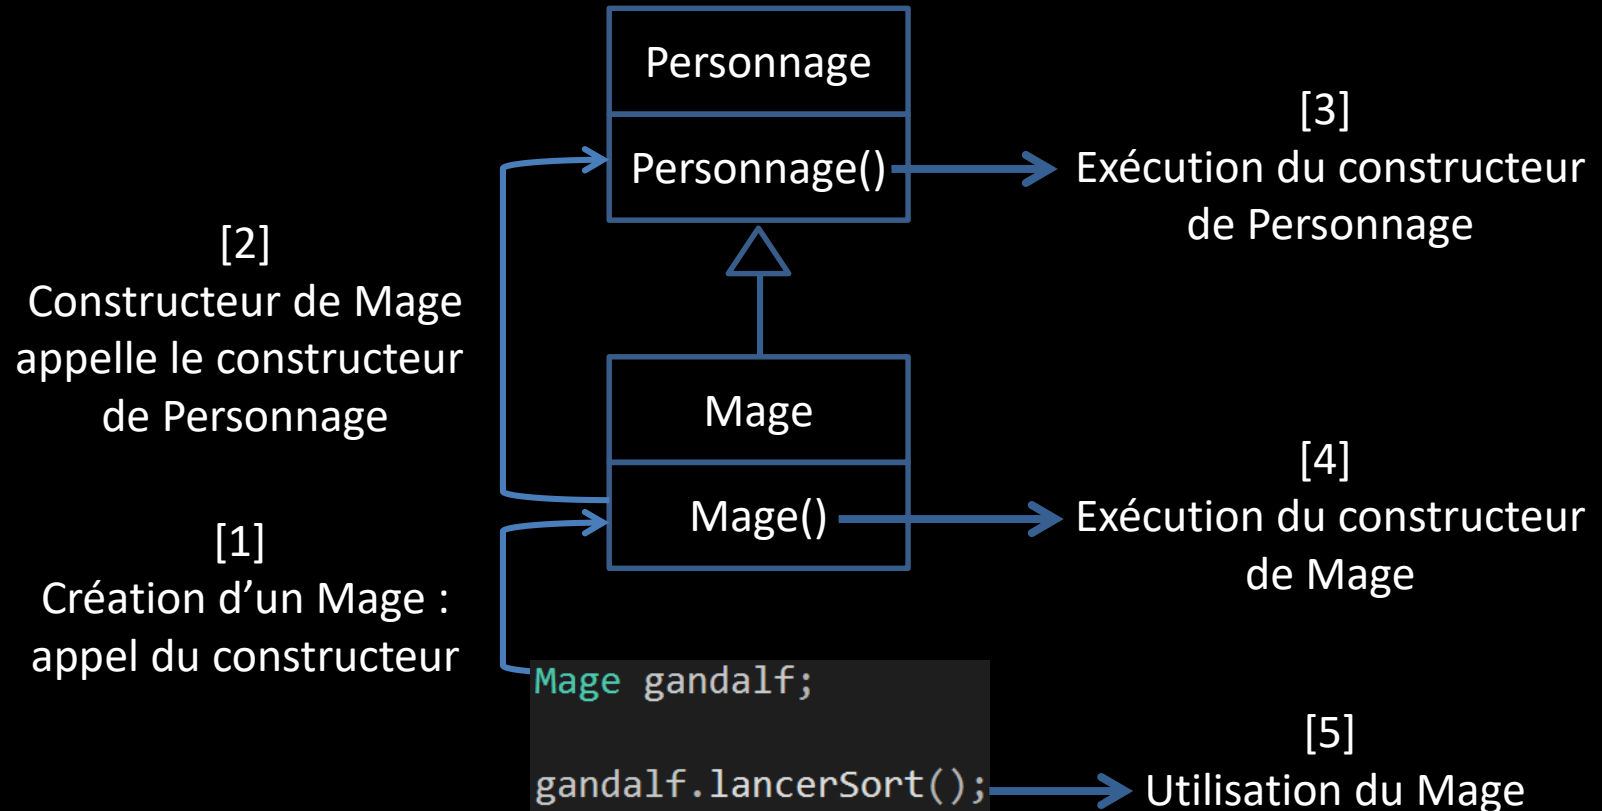 Personnage
Personnage()
[3]
Exécution du constructeur
de Personnage
[2]
Constructeur de Mage
appelle le constructeur
de Personnage
Mage
Mage()
[4]
Exécution du constructeur
de Mage
[1]
Création d’un Mage :
appel du constructeur
Mage gandalf;
gandalf.lancerSort();
[5]
Utilisation du Mage